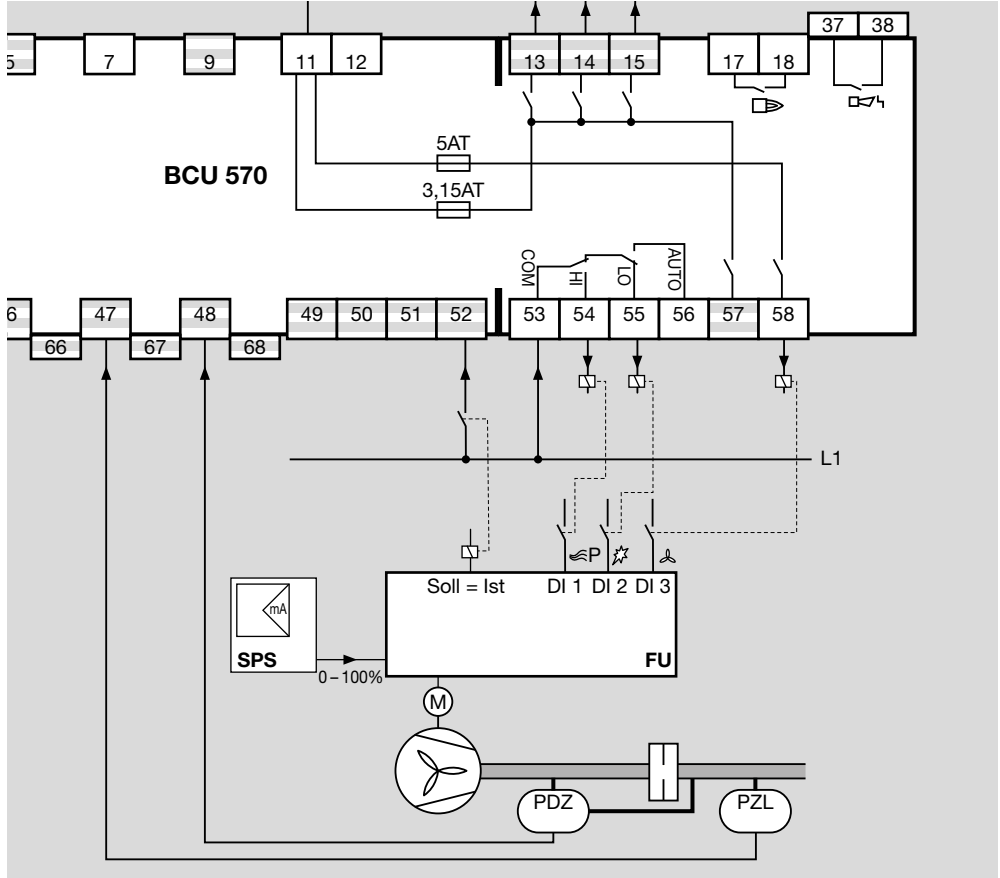 37 38
5 7 9 11 12 13 14 15 17 18
5AT
BCU 570
3,15AT
COM HI LO AUTO
6 47 48 49 50 51 52 53 54 55 56 57 58
66 67 68
L1
P
Soll = Ist DI 1 DI 2 DI 3
mA
SPS
FU
0 – 100%
M
PDZ PZL